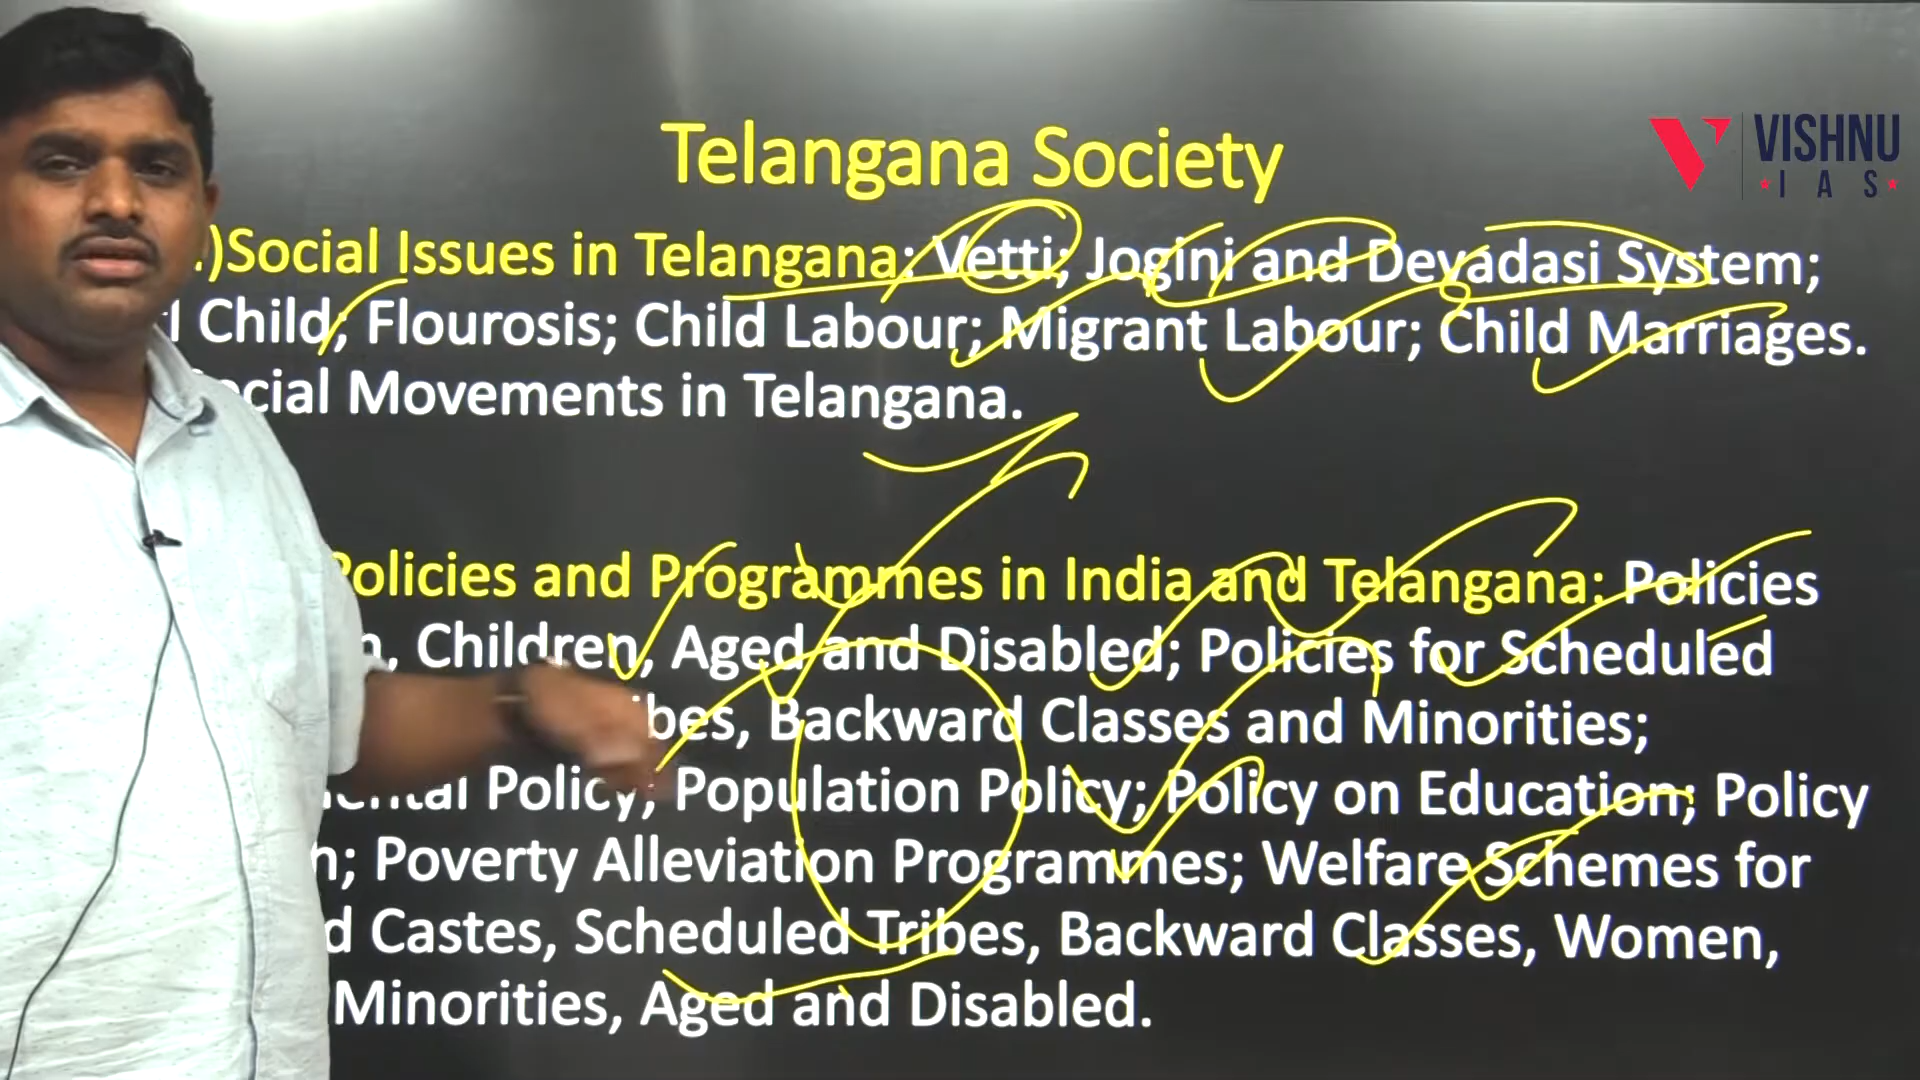 Telangana Society
VISHNU
IAS
.)Social Issues in Telangana: Vetti; Jogini and Devadasi System;
Child; Flourosis; Child Labour; Migrant Labour; Child Marriages.
Movements in Telangana.
Policies and Programmes in India and Telangana: Policies
Children, Aged and Disabled; Policies for Scheduled
Backward Classes and Minorities;
Policy; Population Policy; Policy on Education; Policy
Poverty Alleviation Programmes; Welfare Schemes for
Castes, Scheduled Tribes, Backward Classes, Women,
Minorities, Aged and Disabled.